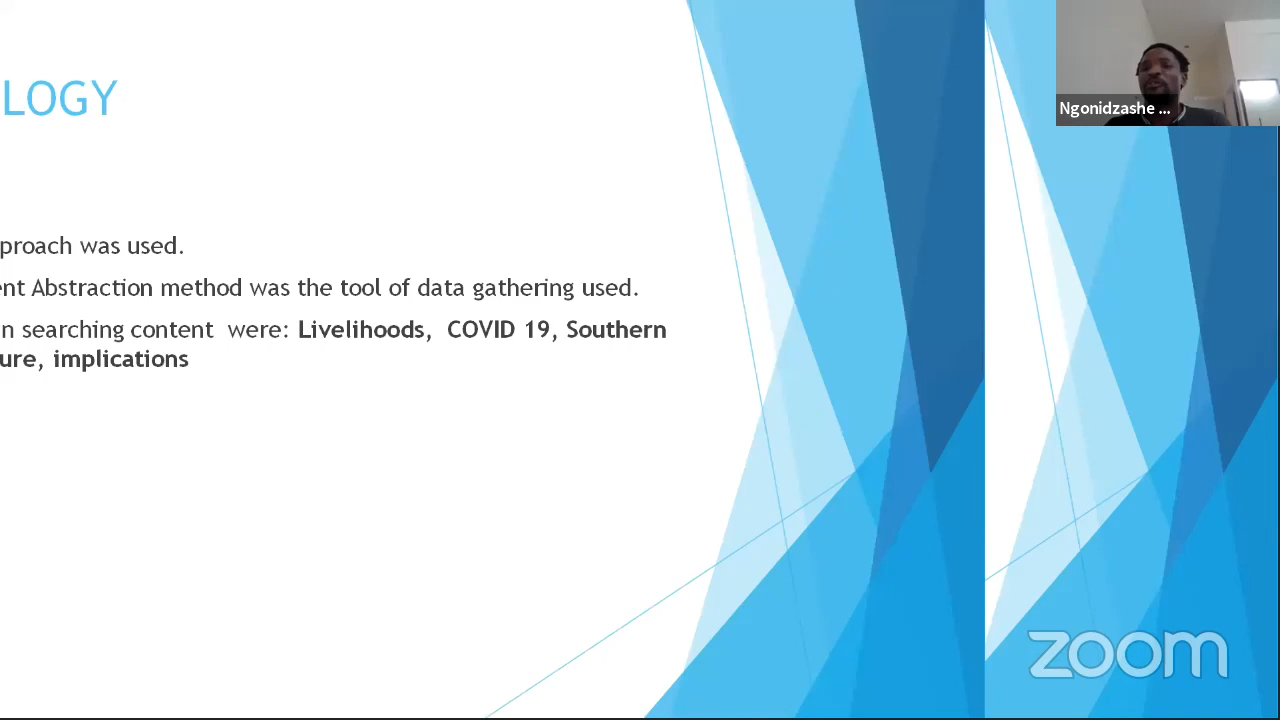 LOGY
Ngonidzashe ...
proach was used.
ent Abstraction method was the tool of data gathering used.
n searching content were: Livelihoods, COVID 19, Southern
ure, implications
zoom